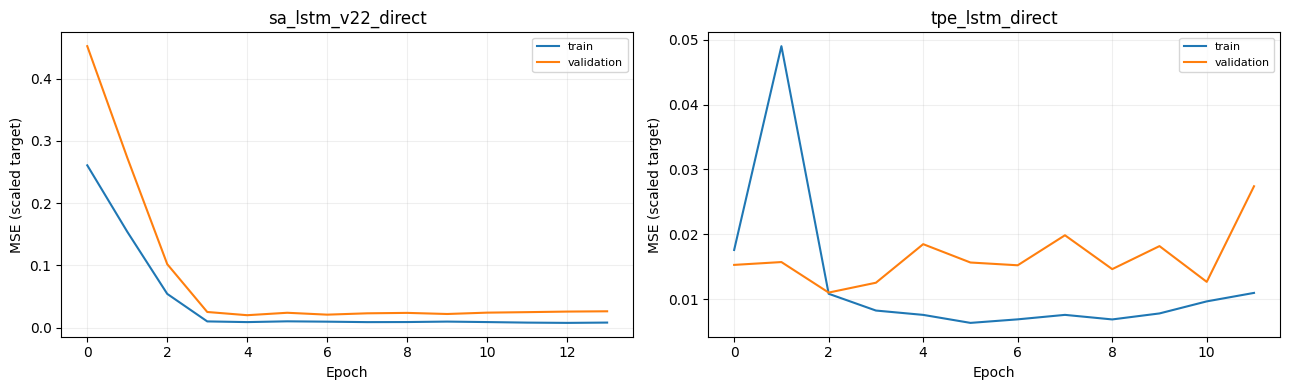 sa_lstm_v22_direct
train
validation
MSE (scaled target)
0.4
0.3
0.2
0.1
0.0
0 2 4 6 8 10 12
Epoch
tpe_lstm_direct
train
validation
MSE (scaled target)
0.05
0.04
0.03
0.02
0.01
0 2 4 6 8 10
Epoch